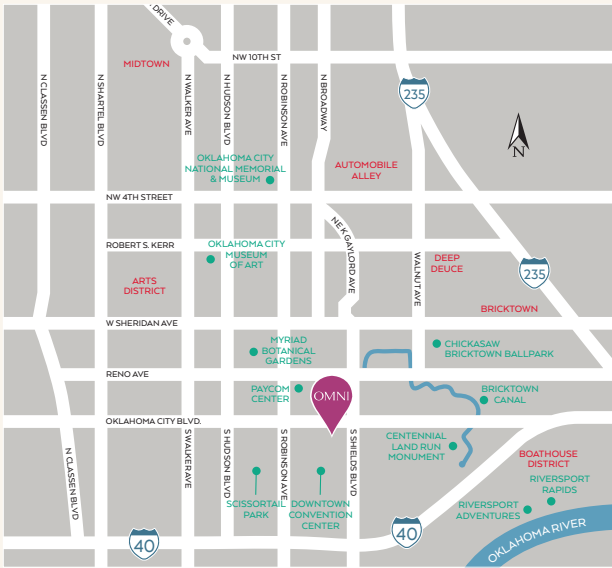 DRIVE
NW 10TH ST
MIDTOWN
N CLASSEN BLVD
N SHARTEL BLVD
N WALKER AVE
N HUDSON BLVD
N ROBINSON AVE
N BROADWAY
235
N
OKLAHOMA CITY
NATIONAL MEMORIAL
& MUSEUM
AUTOMOBILE
ALLEY
NW 4TH STREET
NE K GAYLORD AVE
ROBERT S. KERR
OKLAHOMA CITY
MUSEUM
OF ART
WALNUT AVE
DEEP
DEUCE
235
ARTS
DISTRICT
BRICKTOWN
W SHERIDAN AVE
MYRIAD
BOTANICAL
GARDENS
CHICKASAW
BRICKTOWN BALLPARK
RENO AVE
PAYCOM
CENTER
OMNI
BRICKTOWN
CANAL
OKLAHOMA CITY BLVD.
N CLASSEN BLVD
S WALKER AVE
S HUDSON BLVD
S ROBINSON AVE
S SHIELDS BLVD
CENTENNIAL
LAND RUN
MONUMENT
BOATHOUSE
DISTRICT
RIVERSPORT
RAPIDS
SCISSORTAIL
PARK
DOWNTOWN
CONVENTION
CENTER
RIVERSPORT
ADVENTURES
40
40
OKLAHOMA RIVER